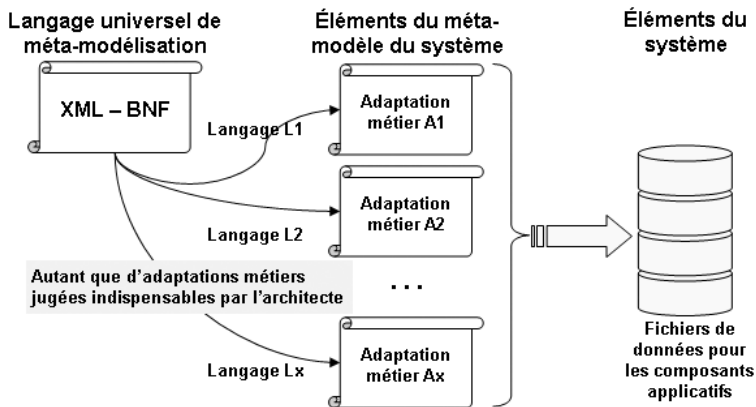 Langage universel de
méta-modélisation
Éléments du méta-
modèle du système
Éléments du
système
XML – BNF
Langage L1
Adaptation
métier A1
Langage L2
Adaptation
métier A2
Autant que d’adaptations métiers
jugées indispensables par l’architecte
. . .
Langage Lx
Adaptation
métier Ax
Fichiers de
données pour
les composants
applicatifs